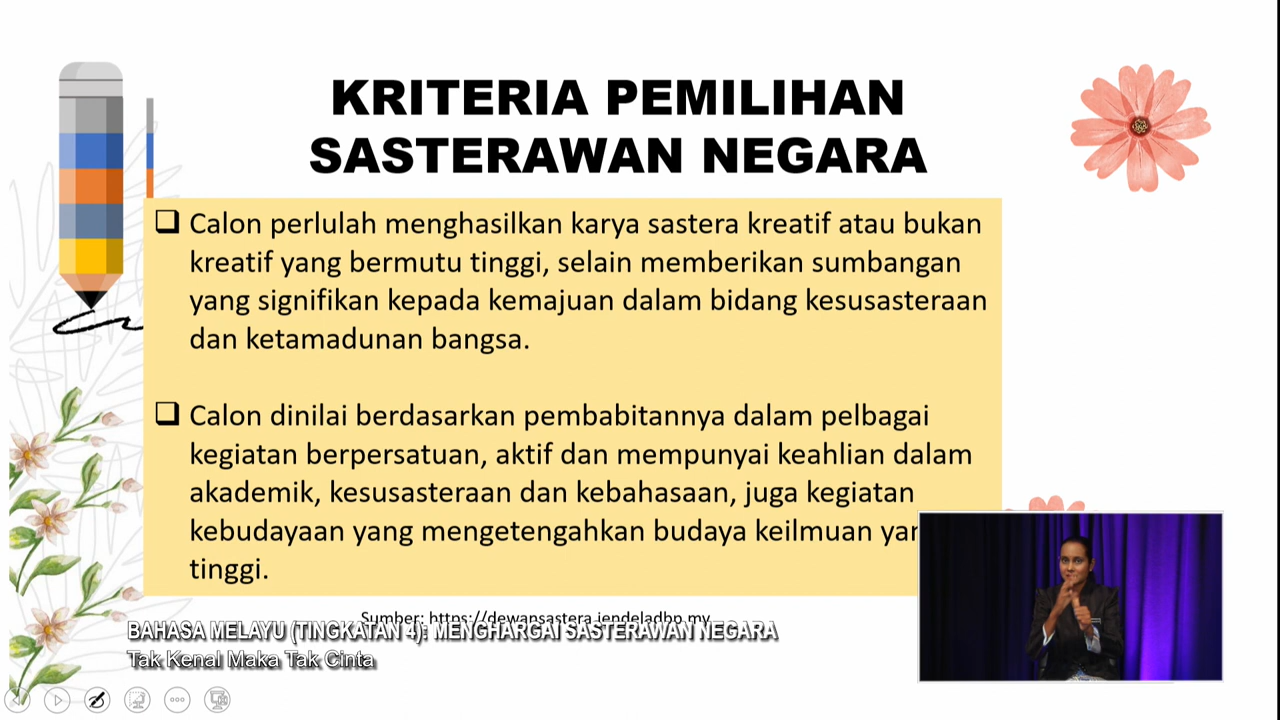 KRITERIA PEMILIHAN
SASTERAWAN NEGARA
Calon perlulah menghasilkan karya sastera kreatif atau bukan
kreatif yang bermutu tinggi, selain memberikan sumbangan
yang signifikan kepada kemajuan dalam bidang kesusasteraan
dan ketamadunan bangsa.
Calon dinilai berdasarkan pembabitannya dalam pelbagai
kegiatan berpersatuan, aktif dan mempunyai keahlian dalam
akademik, kesusasteraan dan kebahasaan, juga kegiatan
kebudayaan yang mengetengahkan budaya keilmuan
tinggi.
Sumber: https://dewansastera.jendeladbp.my
BAHASA MELAYU (TINGKATAN 4): MENGHARGAI SASTERAWAN NEGARA
Tak Kenal Maka Tak Cinta